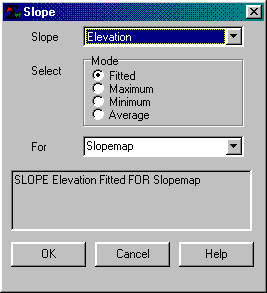 Slope
Slope Elevation
Select Mode
Fitted
Maximum
Minimum
Average
For Slopemap
SLOPE Elevation Fitted FOR Slopemap
OK Cancel Help